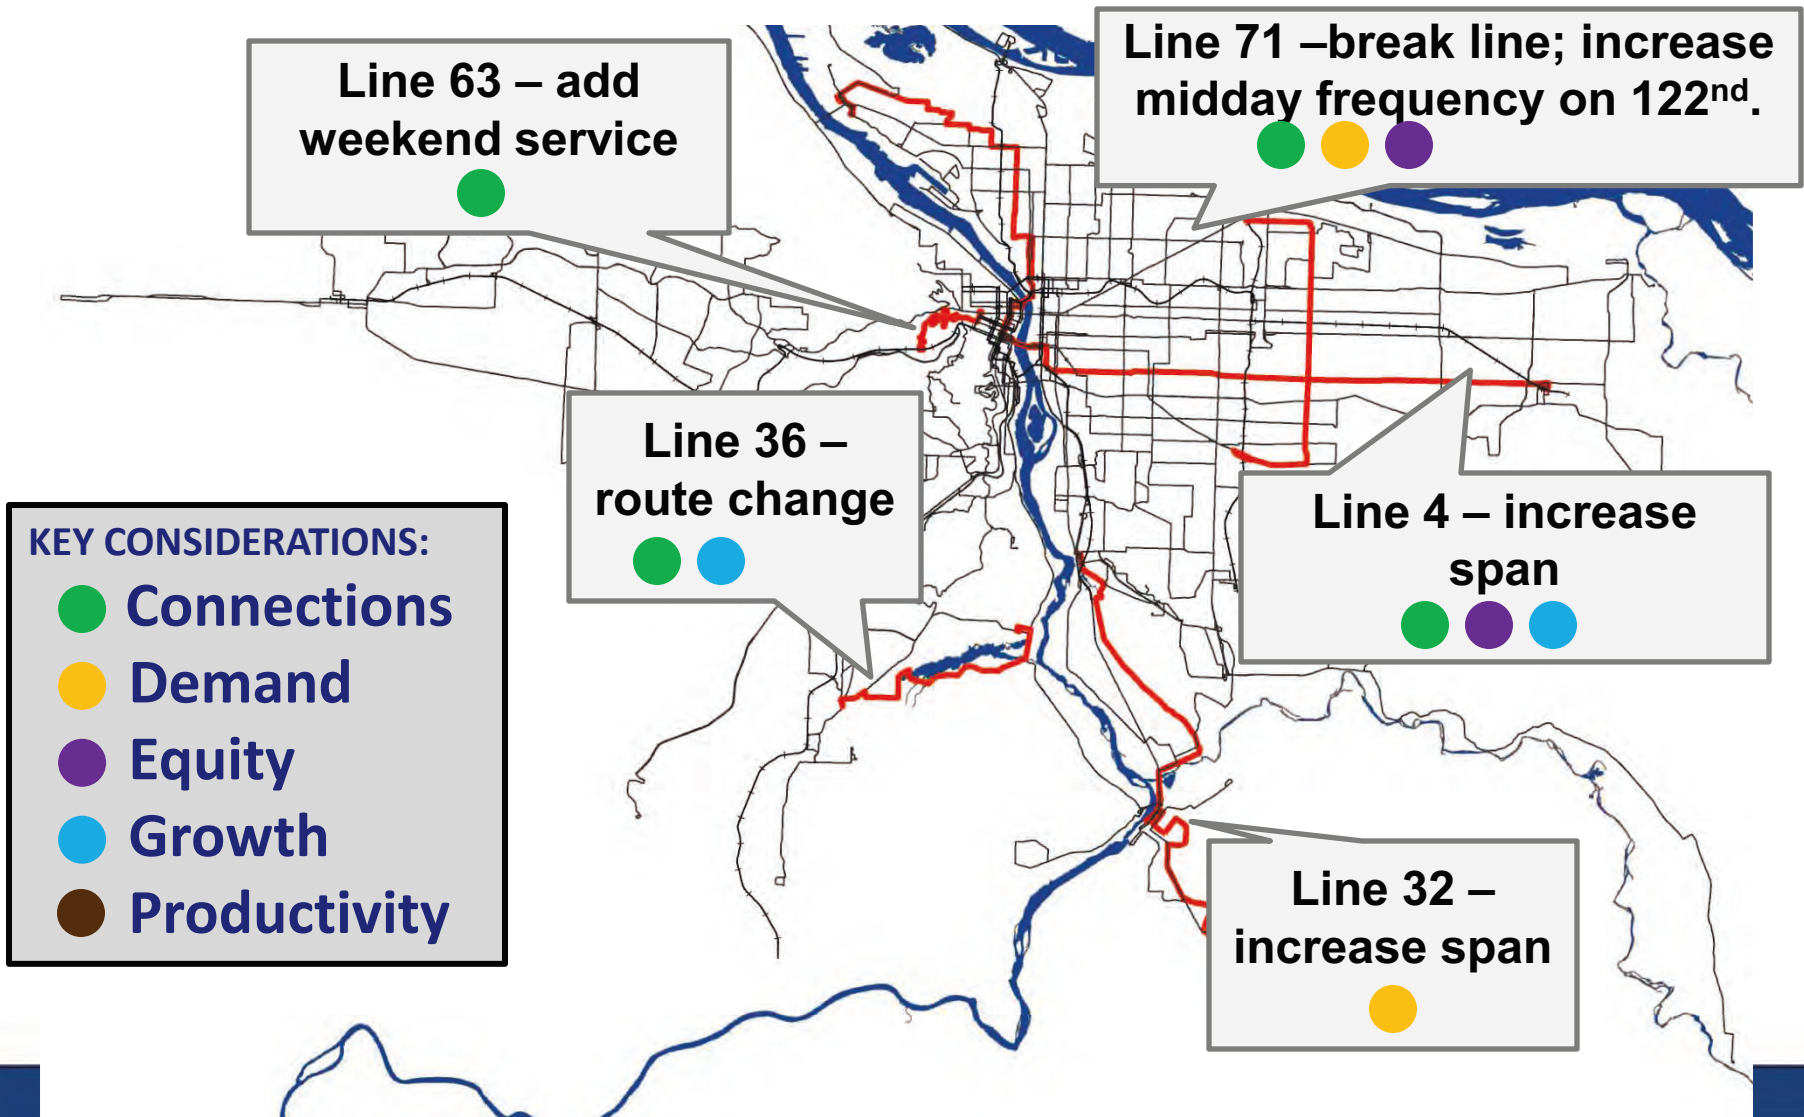 Line 63 – add
weekend service
Line 71 –break line; increase
midday frequency on 122nd.
Line 36 –
route change
Line 4 – increase
span
KEY CONSIDERATIONS:
Connections
Demand
Equity
Growth
Productivity
Line 32 –
increase span